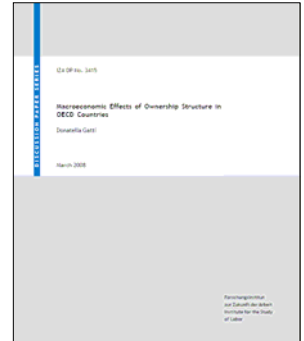 DISCUSSION PAPER SERIES
IZA DP No. 3415
Macroeconomic Effects of Ownership Structure in
OECD Countries
Donatella Gatti
March 2008
Forschungsinstitut
zur Zukunft der Arbeit
Institute for the Study
of Labor